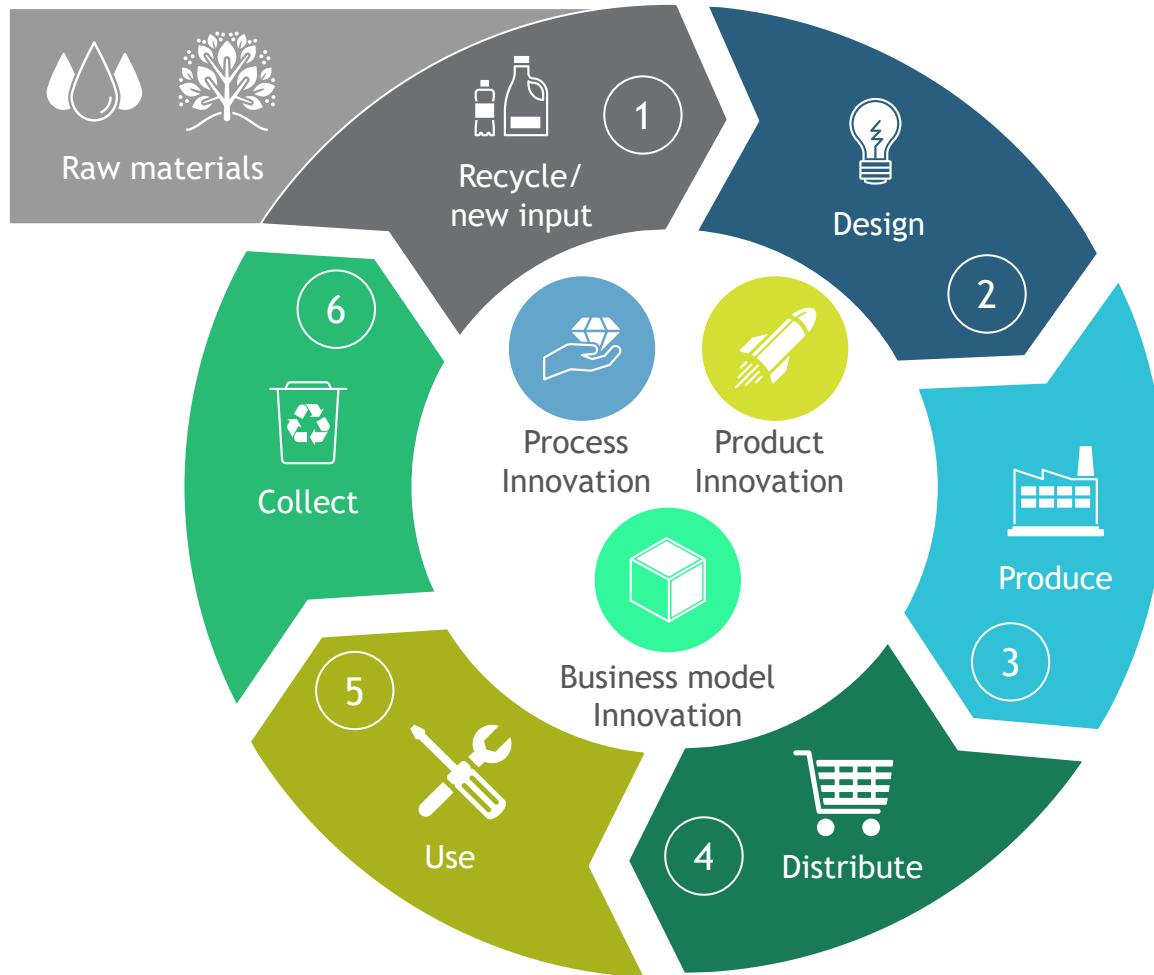 Raw materials
1
Recycle/
new input
Design
2
Produce
3
4
Distribute
5
Use
6
Collect
Process
Innovation
Product
Innovation
Business model
Innovation